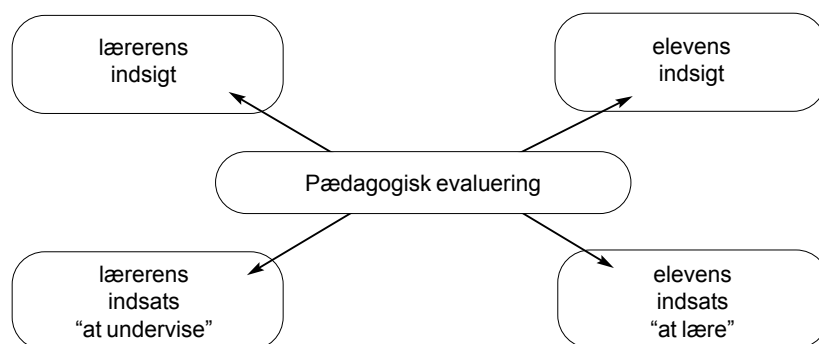 lærerens
indsigt
elevens
indsigt
Pædagogisk evaluering
lærerens
indsats
“at undervise”
elevens
indsats
“at lære”